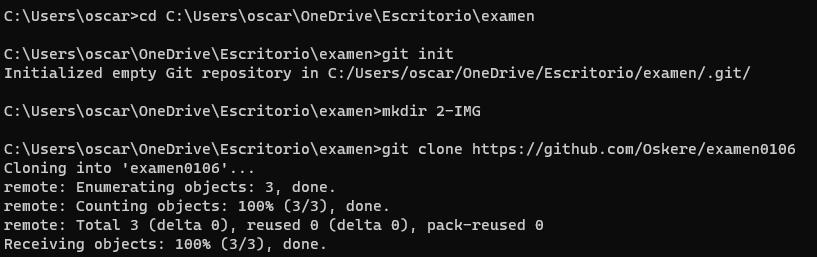 C:\Users\oscar>cd C:\Users\oscar\OneDrive\Escritorio\examen
C:\Users\oscar\OneDrive\Escritorio\examen>git init
Initialized empty Git repository in C:/Users/oscar/OneDrive/Escritorio/examen/.git/
C:\Users\oscar\OneDrive\Escritorio\examen>mkdir 2-IMG
C:\Users\oscar\OneDrive\Escritorio\examen>git clone https://github.com/Oskere/examen0106
Cloning into 'examen0106'...
remote: Enumerating objects: 3, done.
remote: Counting objects: 100% (3/3), done.
remote: Total 3 (delta 0), reused 0 (delta 0), pack-reused 0
Receiving objects: 100% (3/3), done.